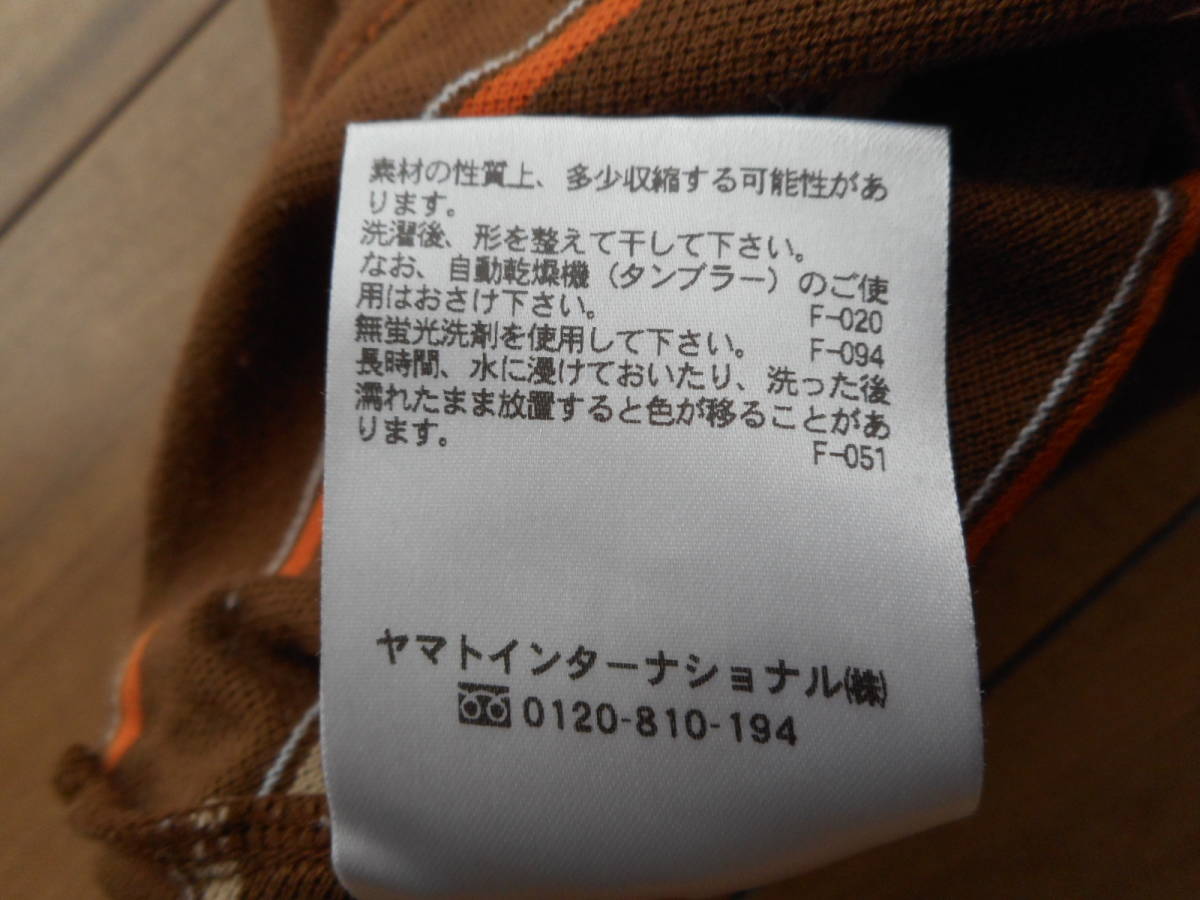 素材の性質上、多少収縮する可能性があ
ります。
洗濯後、形を整えて干して下さい。
なお、自動乾燥機（タンブラー）のご使
用はおさけ下さい。 F-020
無蛍光洗剤を使用して下さい。 F-094
長時間、水に浸けておいたり、洗った後
濡れたまま放置すると色が移ることがあ
ります。 F-051
ヤマトインターナショナル㈱
0120-810-194